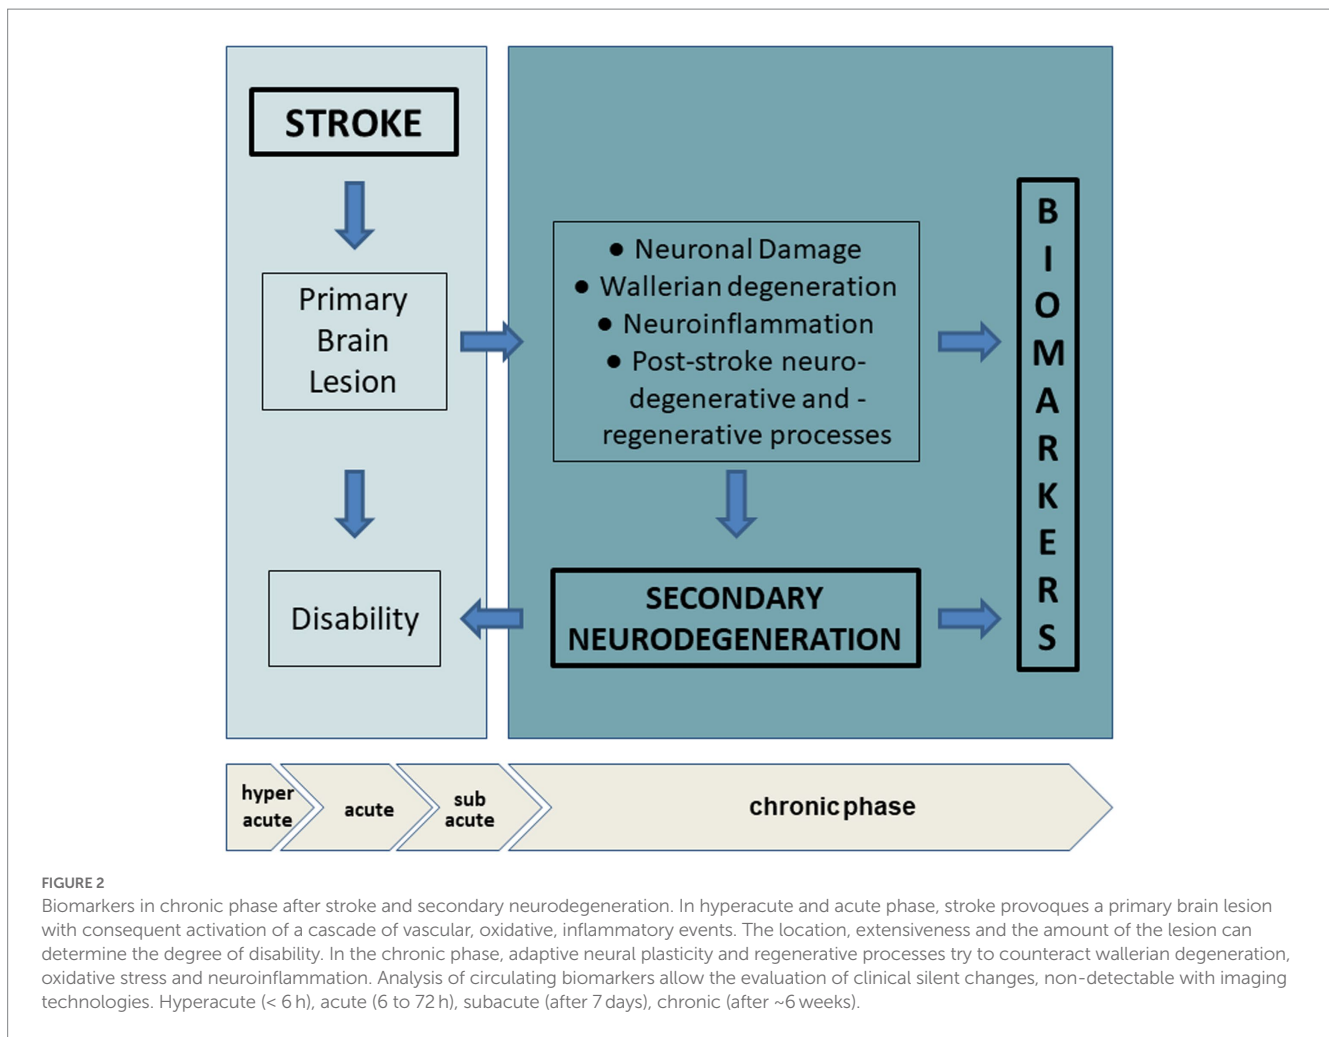 STROKE
Primary
Brain
Lesion
Disability
● Neuronal Damage
● Wallerian degeneration
● Neuroinflammation
● Post-stroke neuro-
degenerative and -
regenerative processes
SECONDARY
NEURODEGENERATION
B
I
O
M
A
R
K
E
R
S
hyper
acute
acute
sub
acute
chronic phase
FIGURE 2
Biomarkers in chronic phase after stroke and secondary neurodegeneration. In hyperacute and acute phase, stroke provoques a primary brain lesion
with consequent activation of a cascade of vascular, oxidative, inflammatory events. The location, extensiveness and the amount of the lesion can
determine the degree of disability. In the chronic phase, adaptive neural plasticity and regenerative processes try to counteract wallerian degeneration,
oxidative stress and neuroinflammation. Analysis of circulating biomarkers allow the evaluation of clinical silent changes, non-detectable with imaging
technologies. Hyperacute (< 6 h), acute (6 to 72 h), subacute (after 7 days), chronic (after ~6 weeks).